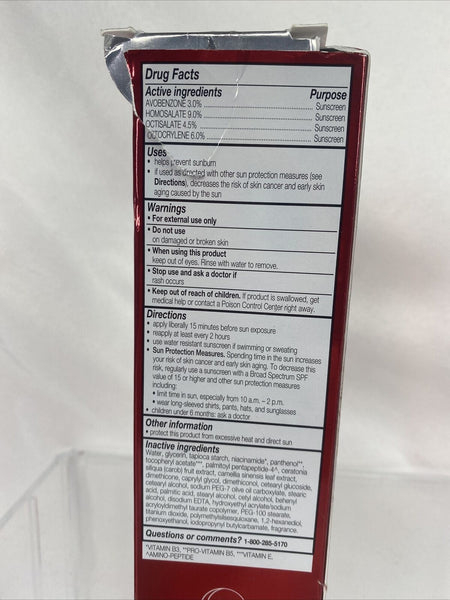 Drug Facts
Active ingredients Purpose
AVOBENZONE 3.0% Sunscreen
HOMOSALATE 9.0% Sunscreen
OCTISALATE 4.5% Sunscreen
OCTOCRYLENE 6.0% Sunscreen
Uses
• helps prevent sunburn
• if used as directed with other sun protection measures (see
Directions), decreases the risk of skin cancer and early skin
aging caused by the sun
Warnings
• For external use only
• Do not use
on damaged or broken skin
• When using this product
keep out of eyes. Rinse with water to remove.
• Stop use and ask a doctor if
rash occurs
• Keep out of reach of children. If product is swallowed, get
medical help or contact a Poison Control Center right away.
Directions
• apply liberally 15 minutes before sun exposure
• reapply at least every 2 hours
• use water resistant sunscreen if swimming or sweating
• Sun Protection Measures. Spending time in the sun increases
your risk of skin cancer and early skin aging. To decrease this
risk, regularly use a sunscreen with a Broad Spectrum SPF
value of 15 or higher and other sun protection measures
including:
• limit time in sun, especially from 10 a.m. – 2 p.m.
• wear long-sleeved shirts, pants, hats, and sunglasses
• children under 6 months: ask a doctor
Other information
• protect this product from excessive heat and direct sun
Inactive ingredients
Water, glycerin, tapioca starch, niacinamide*, panthenol**,
tocopheryl acetate***, palmitoyl pentapeptide-4^, ceratonia
siliqua (carob) fruit extract, camellia sinensis leaf extract,
dimethicone, caprylyl glycol, dimethiconol, cetearyl glucoside,
cetearyl alcohol, sodium PEG-7 olive oil carboxylate, stearic
acid, palmitic acid, stearyl alcohol, cetyl alcohol, behenyl
alcohol, disodium EDTA, hydroxyethyl acrylate/sodium
acryloyldimethyl taurate copolymer, PEG-100 stearate,
titanium dioxide, polymethylsilsesquioxane, 1,2-hexanediol,
phenoxyethanol, iodopropynyl butylcarbamate, fragrance.
Questions or comments? 1-800-285-5170
*VITAMIN B3, **PRO-VITAMIN B5, ***VITAMIN E,
^AMINO-PEPTIDE